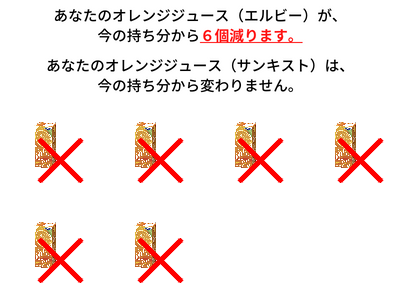 あなたのオレンジジュース（エルビー）が、
今の持ち分から６個減ります。
あなたのオレンジジュース（サンキスト）は、
今の持ち分から変わりません。